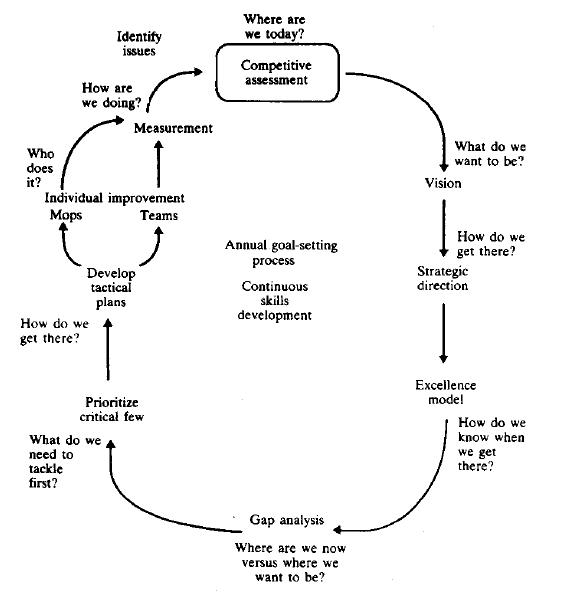 Where are
we today?
Identify
issues
Competitive
assessment
How are
we doing?
Measurement
What do we
want to be?
Vision
Who
does
it?
Individual improvement
Mops
Teams
How do we
get there?
Strategic
direction
Annual goal-setting
process
Continuous
skills
development
Develop
tactical
plans
How do we
get there?
Excellence
model
Prioritize
critical few
How do we
know when
we get
there?
What do we
need to
tackle
first?
Gap analysis
Where are we now
versus where we
want to be?